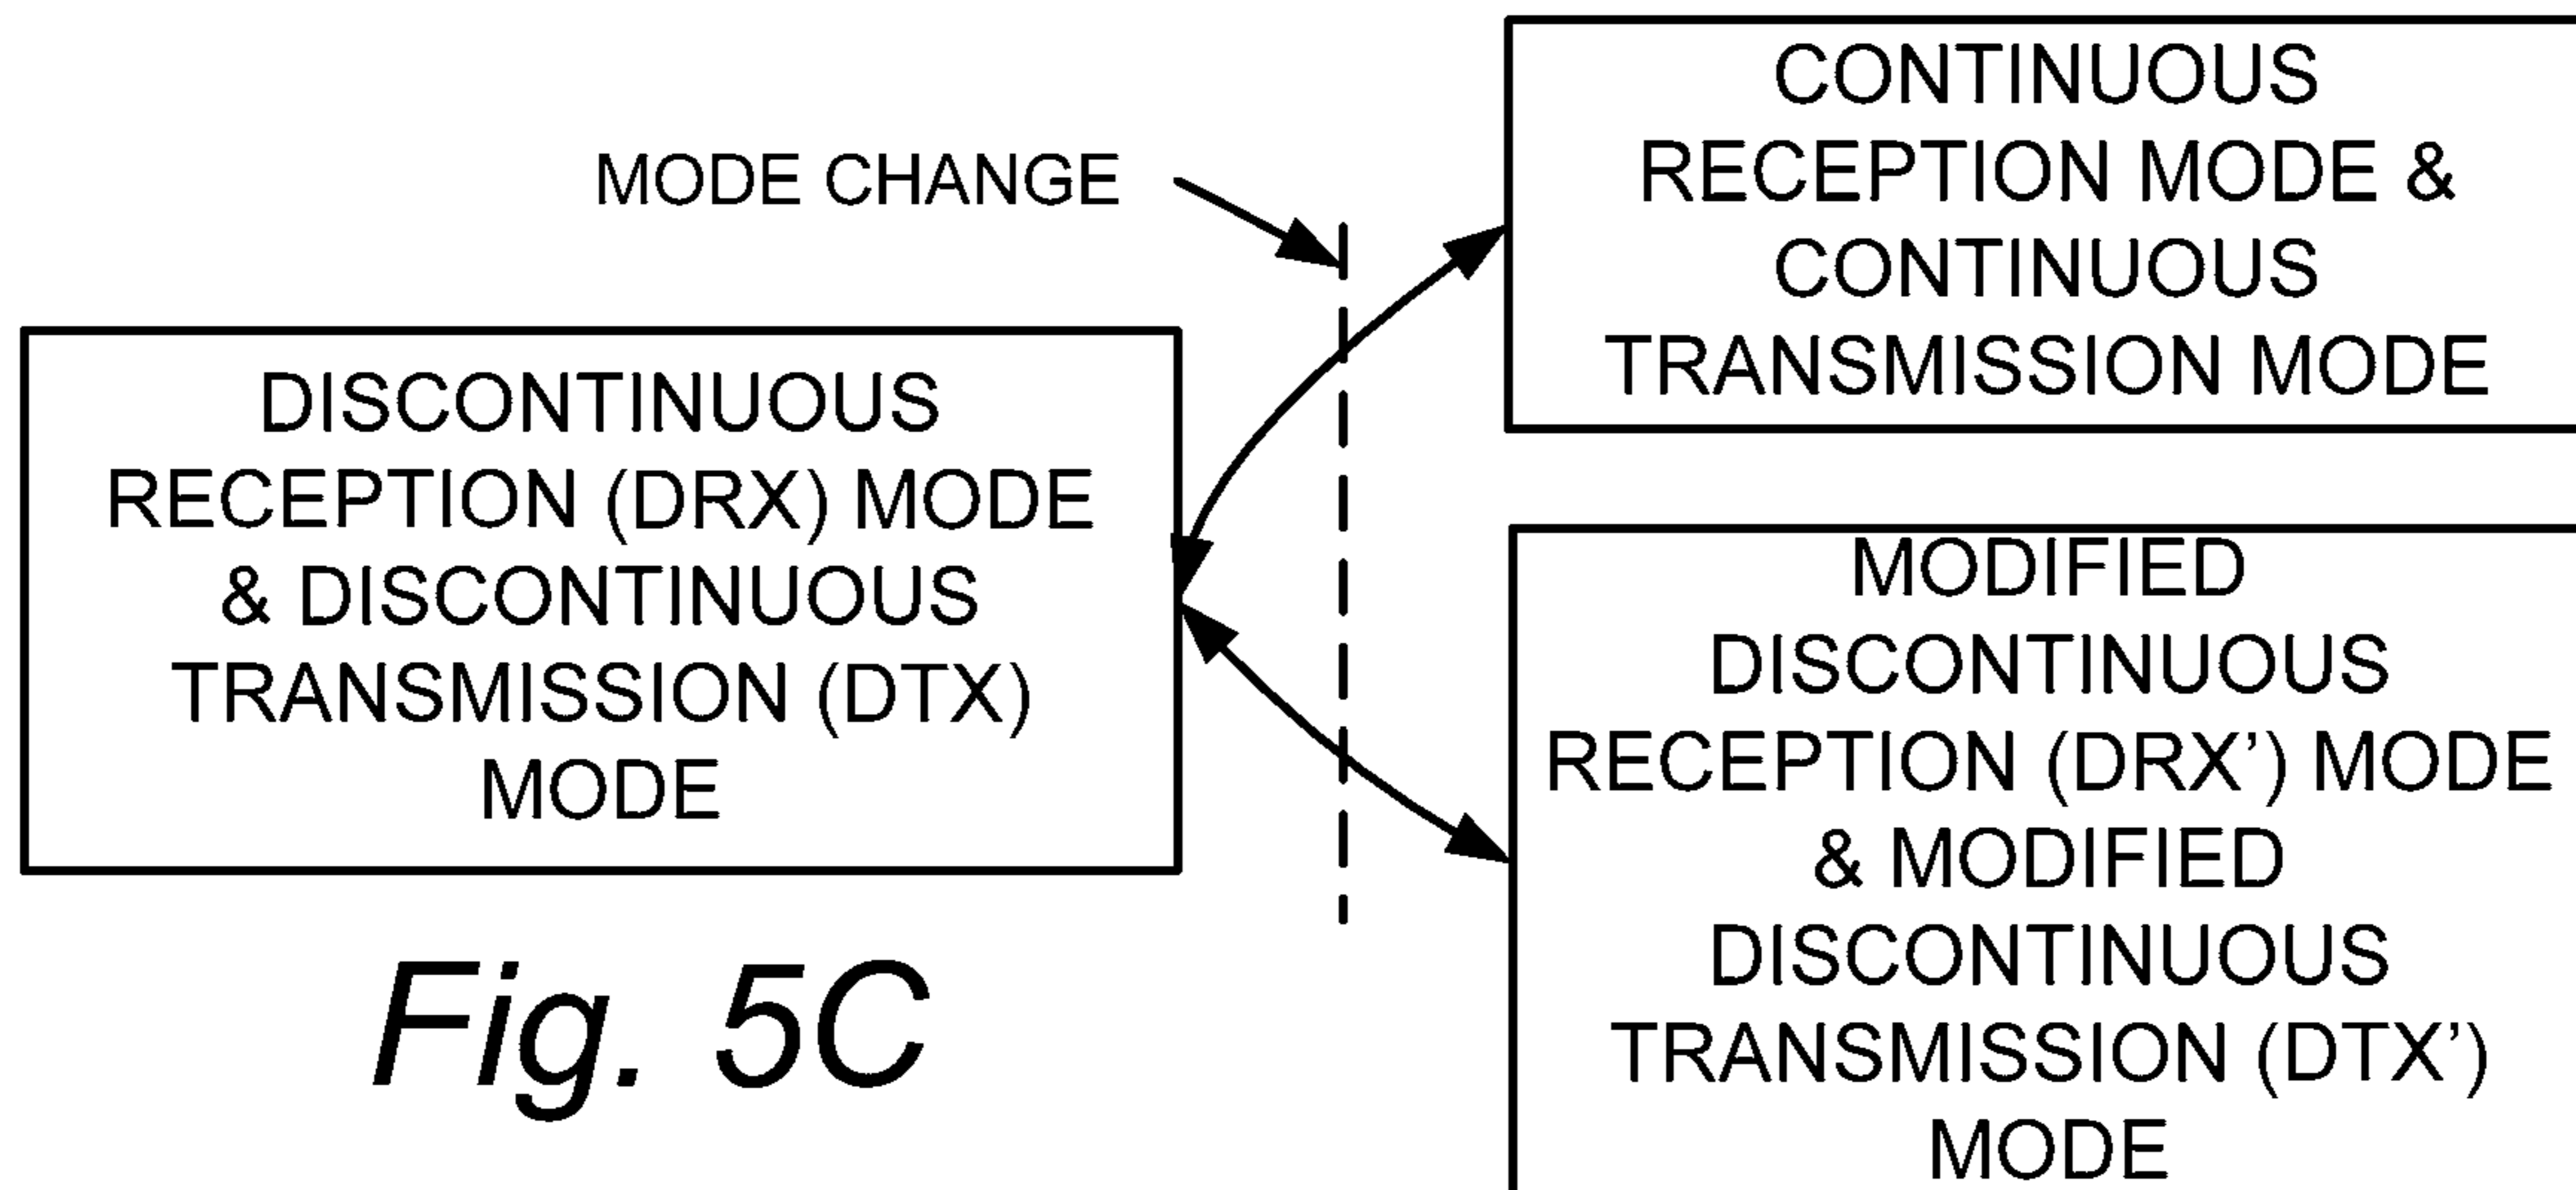 MODE CHANGE
DISCONTINUOUS
RECEPTION (DRX) MODE
& DISCONTINUOUS
TRANSMISSION (DTX)
MODE
CONTINUOUS
RECEPTION MODE &
CONTINUOUS
TRANSMISSION MODE
MODIFIED
DISCONTINUOUS
RECEPTION (DRX’) MODE
& MODIFIED
DISCONTINUOUS
TRANSMISSION (DTX’)
MODE
Fig. 5C